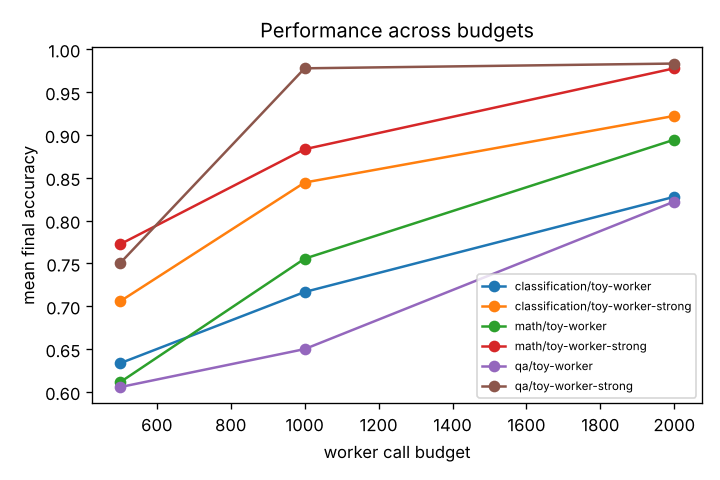 Performance across budgets
mean final accuracy
1.00
0.95
0.90
0.85
0.80
0.75
0.70
0.65
0.60
classification/toy-worker
classification/toy-worker-strong
math/toy-worker
math/toy-worker-strong
qa/toy-worker
qa/toy-worker-strong
600 800 1000 1200 1400 1600 1800 2000
worker call budget